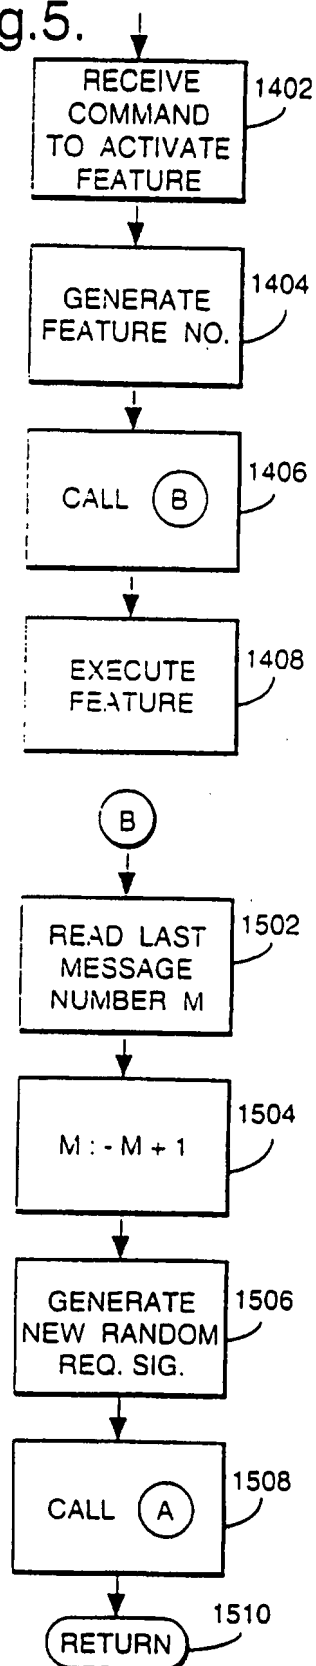 g.5.
RECEIVE
COMMAND
TO ACTIVATE
FEATURE
1402
GENERATE
FEATURE NO.
1404
CALL B
1406
EXECUTE
FEATURE
1408
B
READ LAST
MESSAGE
NUMBER M
1502
M : - M + 1
1504
GENERATE
NEW RANDOM
REQ. SIG.
1506
CALL A
1508
RETURN
1510